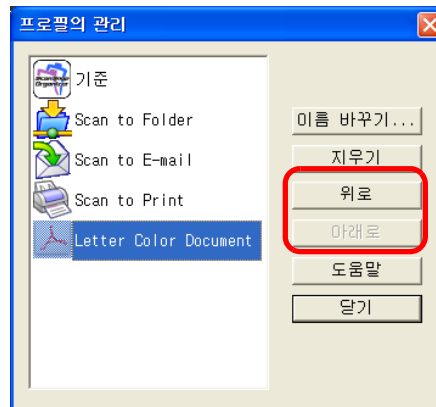 프로필의 관리
기준
Scan to Folder
Scan to E-mail
Scan to Print
Letter Color Document
이름 바꾸기...
지우기
위로
아래로
도움말
닫기